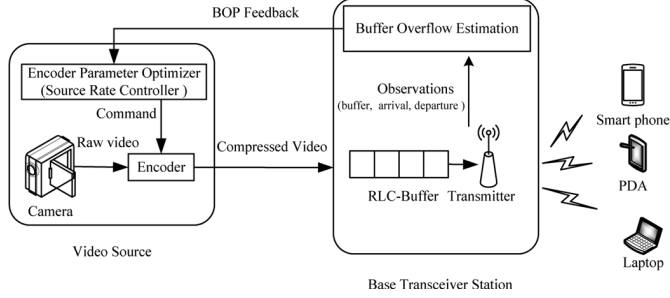 BOP Feedback
Buffer Overflow Estimation
Encoder Parameter Optimizer
(Source Rate Controller )
Command
Raw video
Encoder
Compressed Video
Camera
Video Source
Observations
(buffer, arrival, departure )
RLC-Buffer
Transmitter
Base Transceiver Station
Smart phone
PDA
Laptop